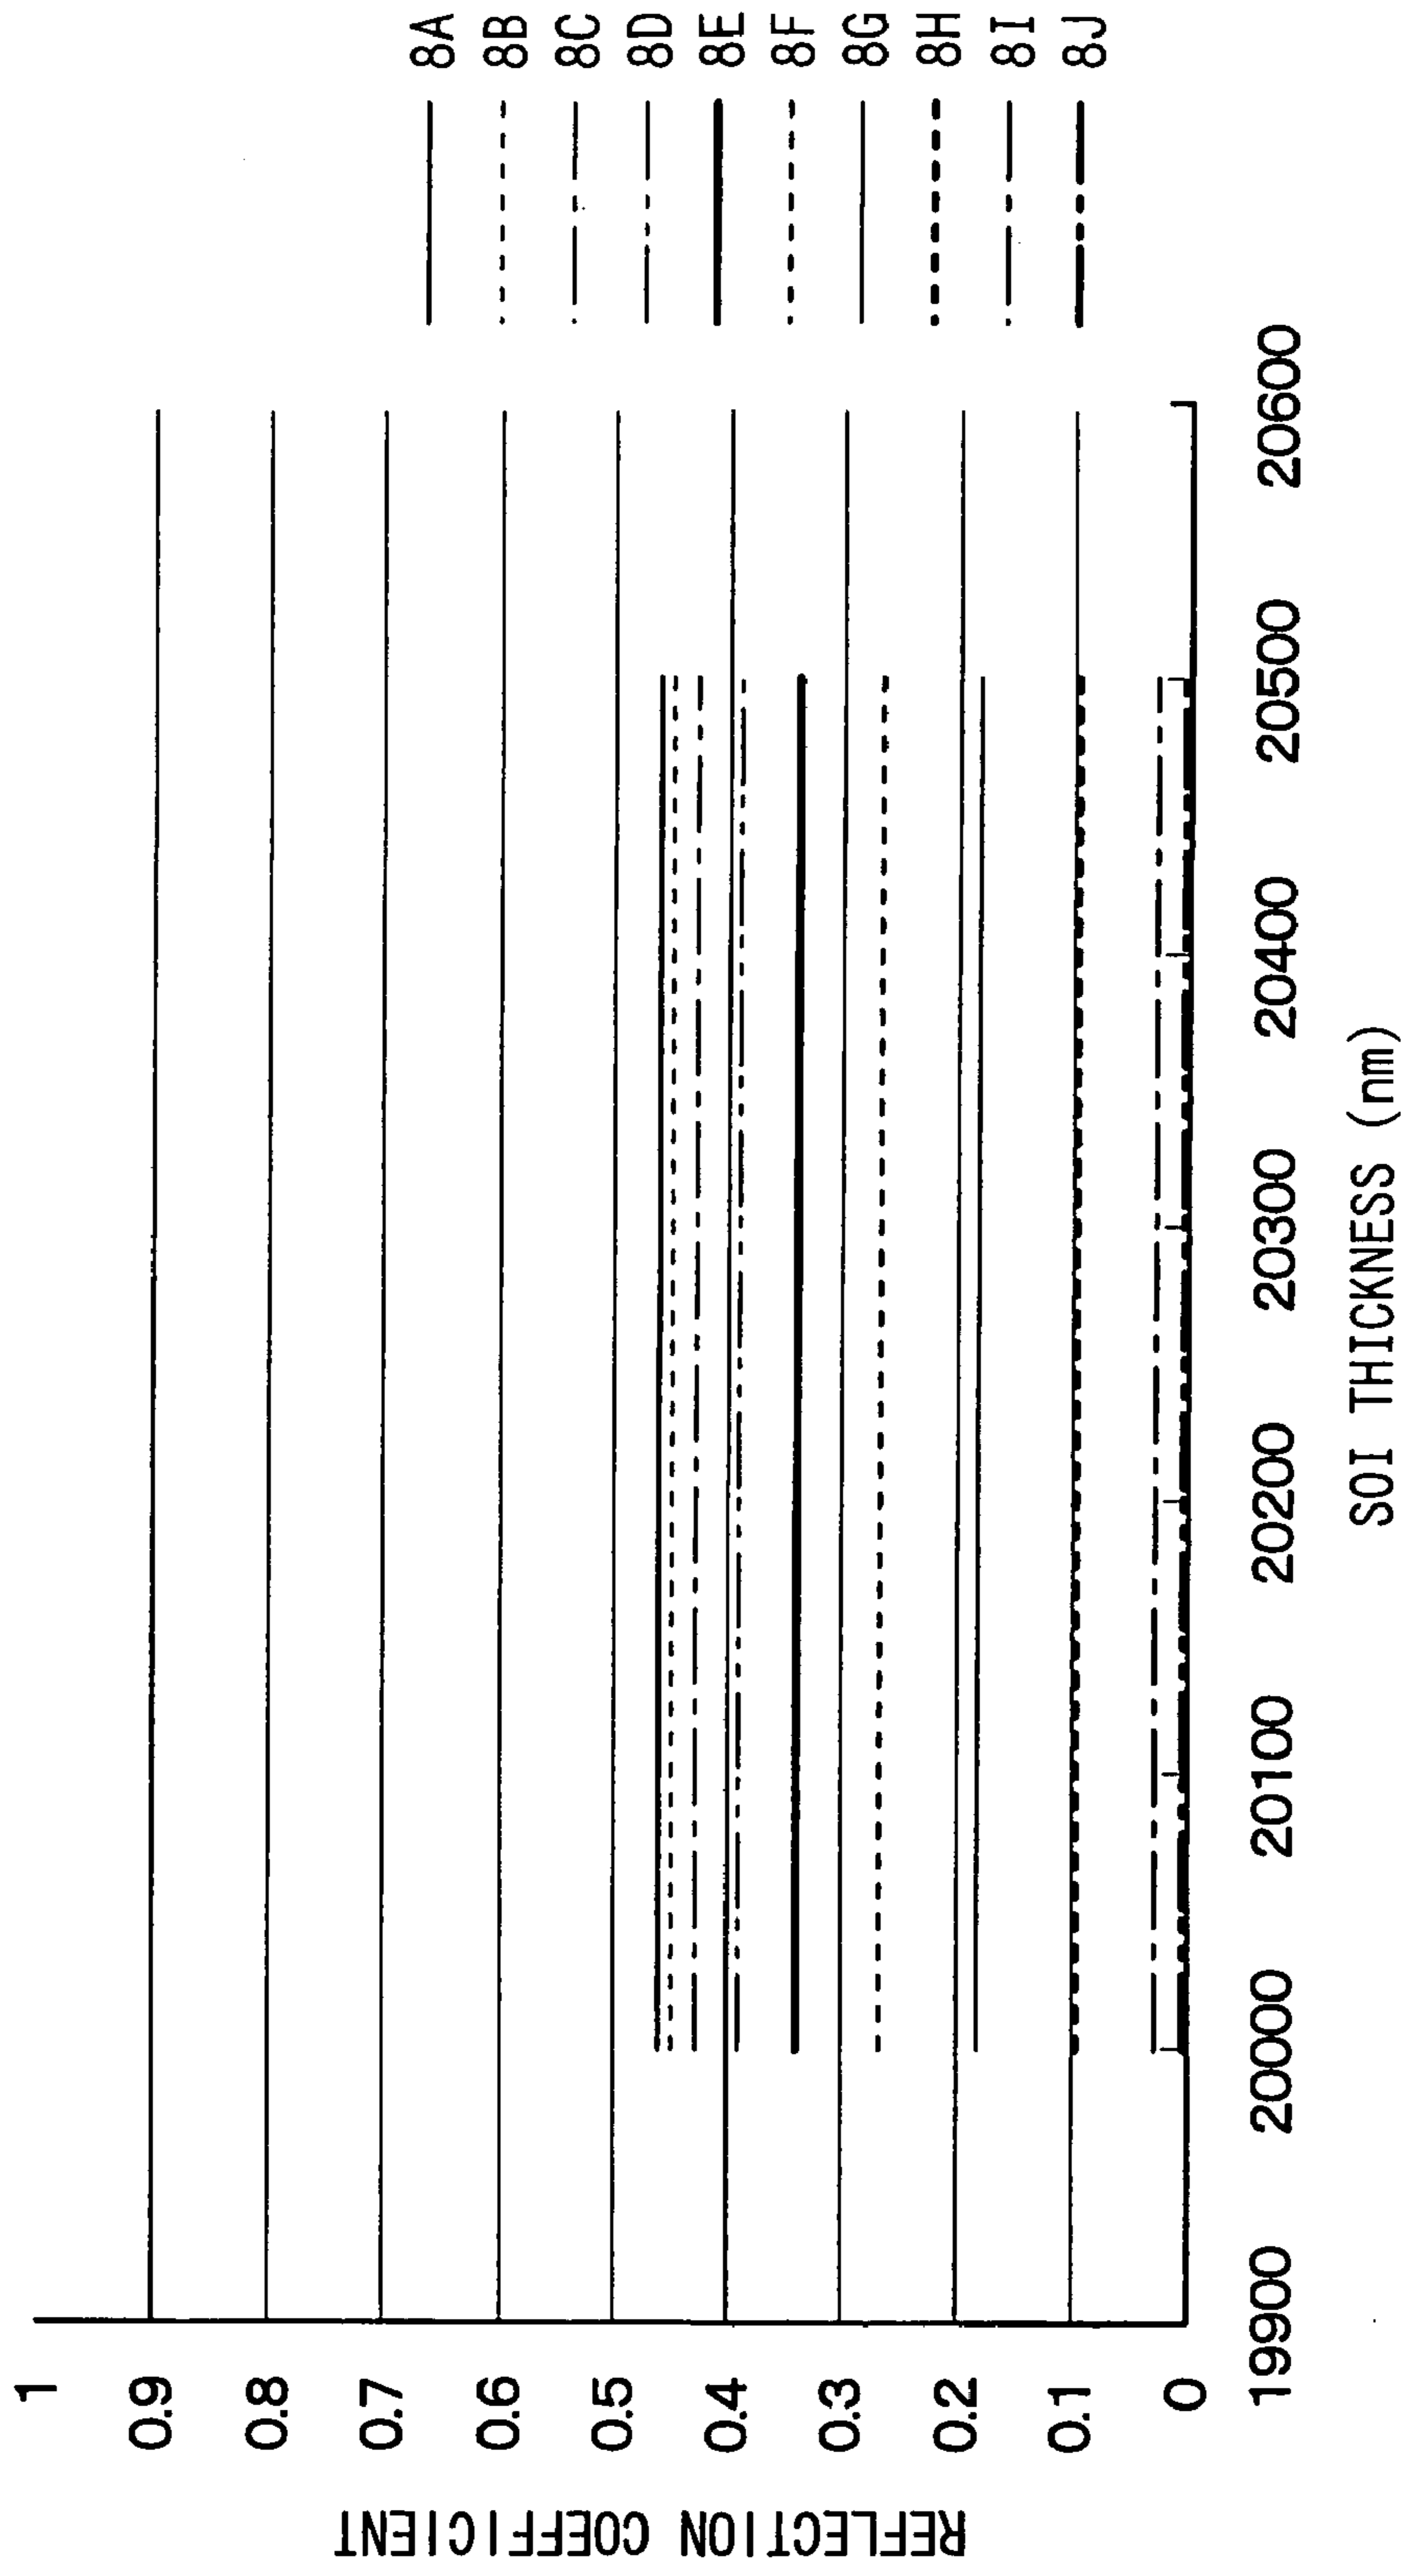 REFLECTION COEFFICIENT
1
0.9
0.8
0.7
0.6
0.5
0.4
0.3
0.2
0.1
0
19900
20000
20100
20200
20300
20400
20500
20600
SOI THICKNESS (nm)
8A
8B
8C
8D
8E
8F
8G
8H
8I
8J